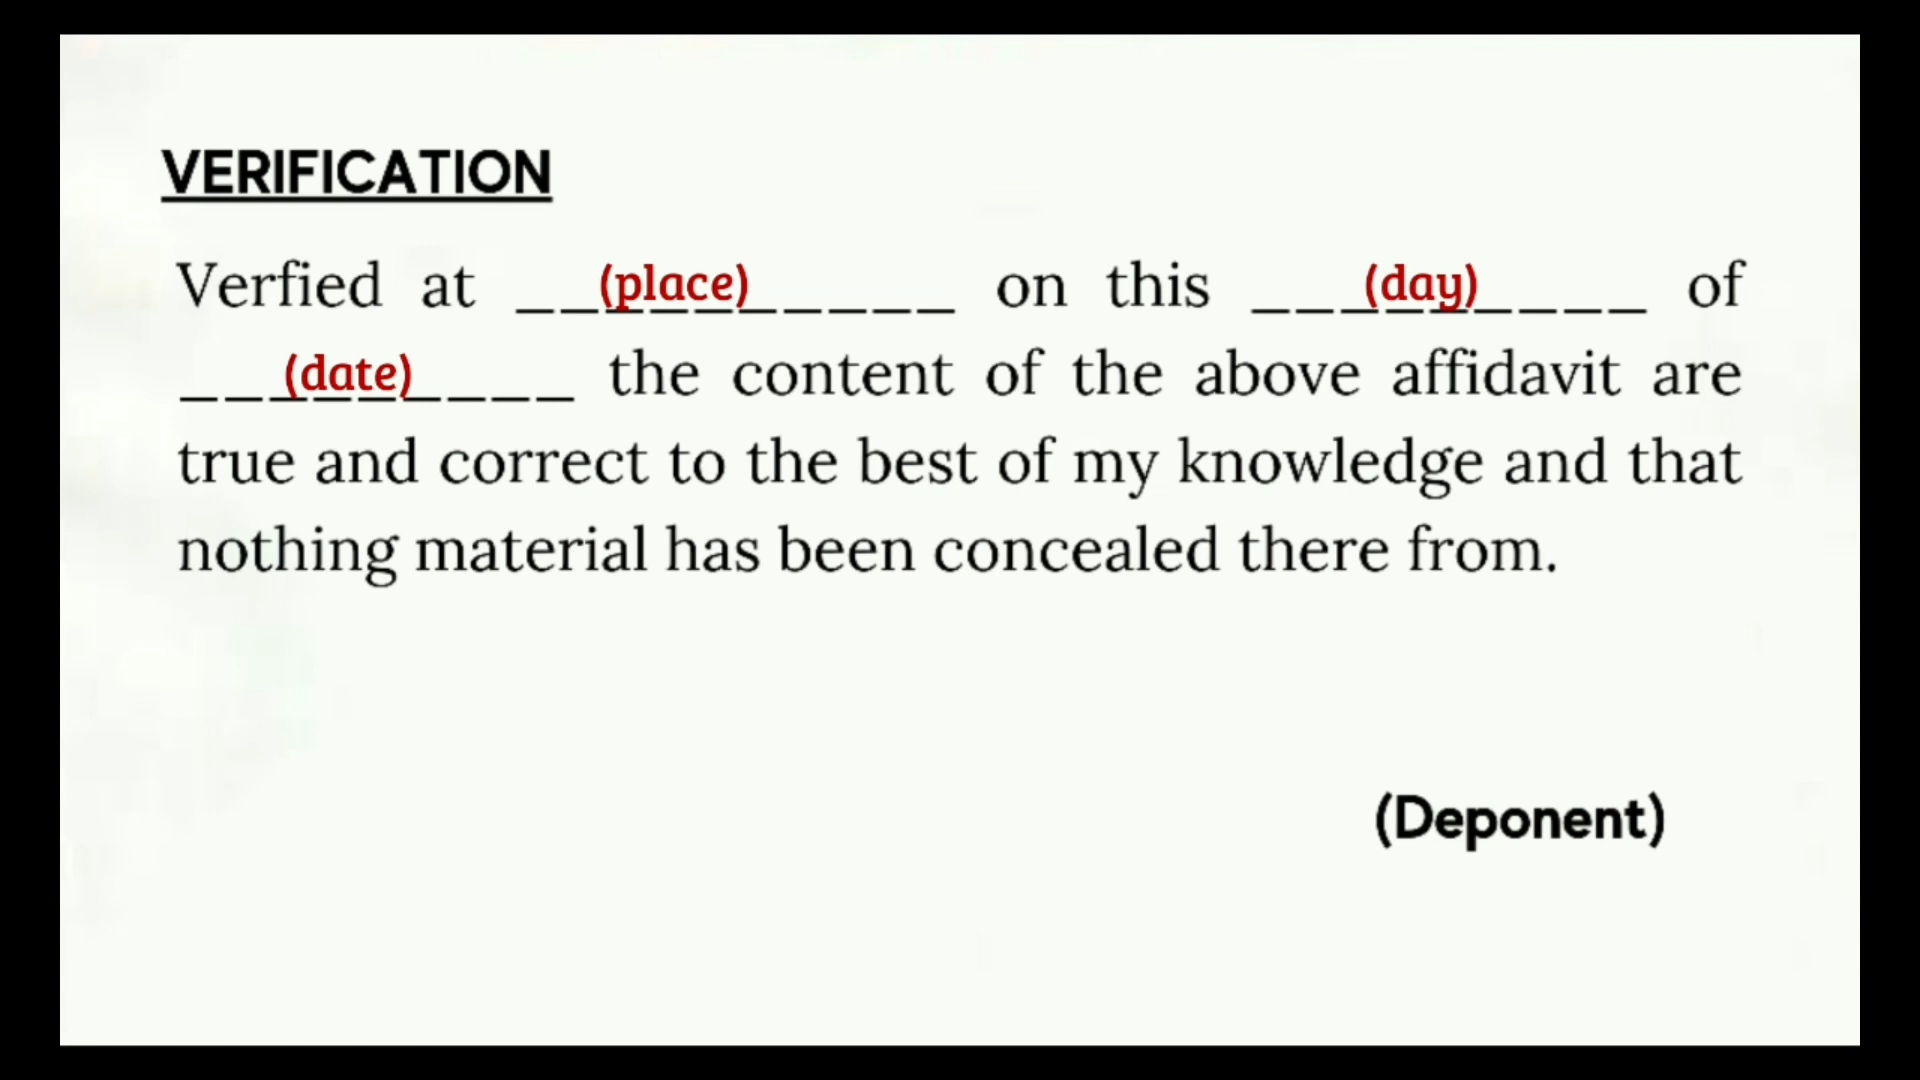 VERIFICATION
Verfied at __(place)_____ on this ___(day)____ of
__(date)____ the content of the above affidavit are
true and correct to the best of my knowledge and that
nothing material has been concealed there from.
(Deponent)